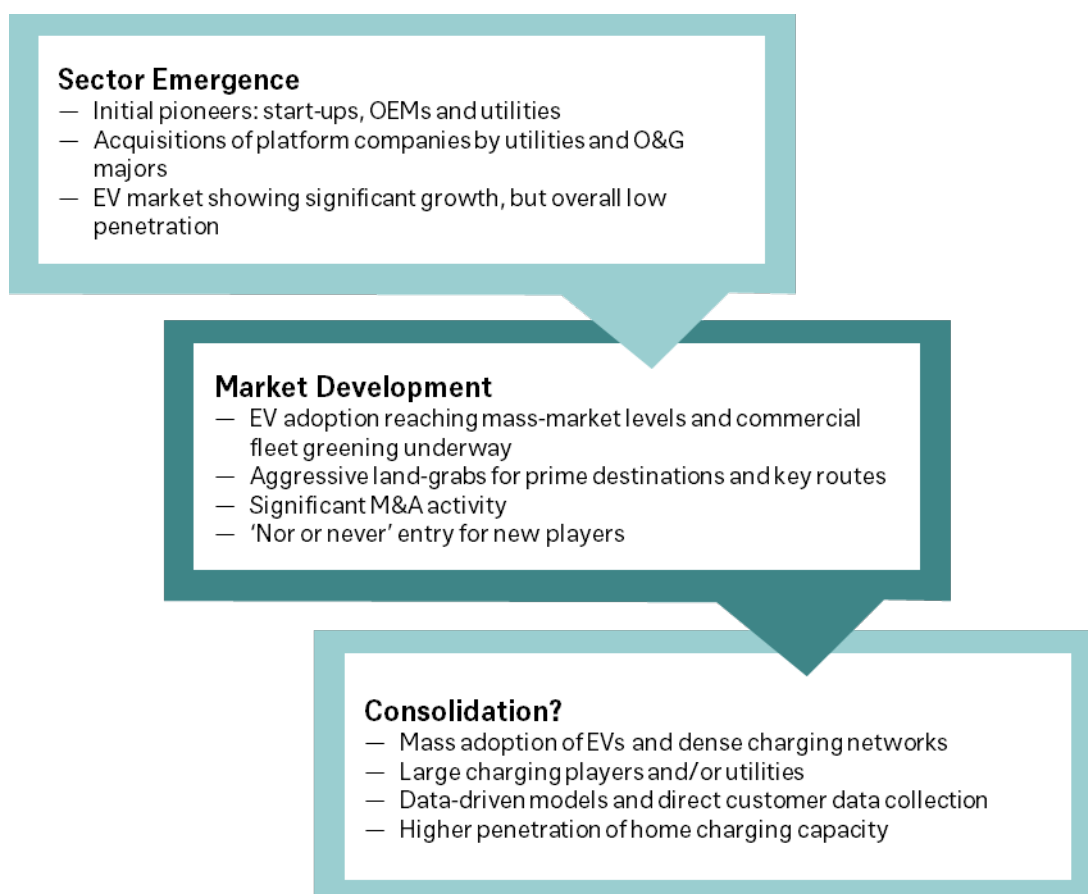 Sector Emergence
— Initial pioneers: start-ups, OEMs and utilities
— Acquisitions of platform companies by utilities and O&G
majors
— EV market showing significant growth, but overall low
penetration
Market Development
— EV adoption reaching mass-market levels and commercial
fleet greening underway
— Aggressive land-grabs for prime destinations and key routes
— Significant M&A activity
— ‘Nor or never’ entry for new players
Consolidation?
— Mass adoption of EVs and dense charging networks
— Large charging players and/or utilities
— Data-driven models and direct customer data collection
— Higher penetration of home charging capacity